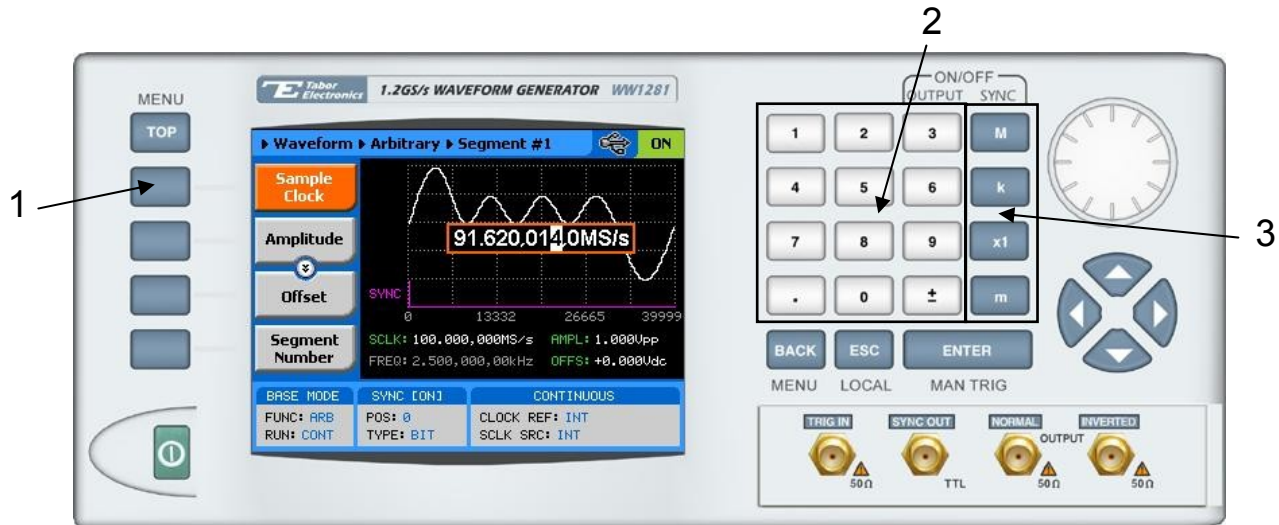 2
ON/OFF
OUTPUT SYNC
Tabor Electronics 1.2GS/s WAVEFORM GENERATOR WW1281
MENU
TOP
Waveform Arbitrary Segment #1 ON
Sample Clock
91.620,014,0MS/s
Amplitude
Offset
SYNC
0 13332 26665 39999
Segment Number
SCLK: 100.000,000MS/s AMPL: 1.000Vpp
FREQ: 2.500,000,00kHz OFFS: +0.000Vdc
BASE MODE SYNC [ON] CONTINUOUS
FUNC: ARB POS: 0 CLOCK REF: INT
RUN: CONT TYPE: BIT SCLK SRC: INT
1
1 2 3 M
4 5 6 k
7 8 9 x1
. 0 ± m
3
BACK ESC ENTER
MENU LOCAL MAN TRIG
TRIG IN SYNC OUT NORMAL OUTPUT INVERTED
50Ω TTL 50Ω 50Ω